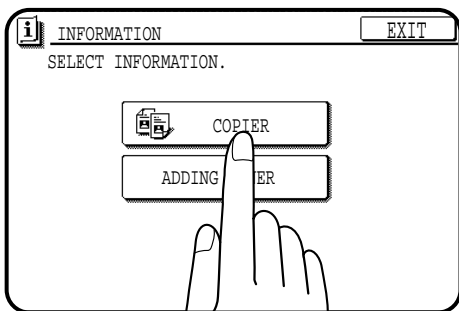 INFORMATION
EXIT
SELECT INFORMATION.
COPIER
ADDING